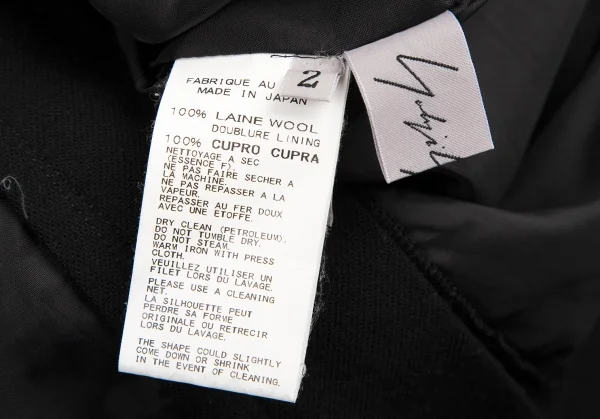 2
FABRIQUE AU
MADE IN JAPAN
100% LAINE WOOL
DOUBLURE LINING
100% CUPRO CUPRA
NETTOYAGE A SEC
(ESSENCE F).
NE PAS FAIRE SECHER A
LA MACHINE.
NE PAS REPASSER A LA
VAPEUR.
REPASSER AU FER DOUX
AVEC UNE ETOFFE.
DRY CLEAN (PETROLEUM).
DO NOT TUMBLE DRY.
DO NOT STEAM.
WARM IRON WITH PRESS
CLOTH.
VEUILLEZ UTILISER UN
FILET LORS DU LAVAGE.
PLEASE USE A CLEANING
NET.
LA SILHOUETTE PEUT
PERDRE SA FORME
ORIGINALE OU RETRECIR
LORS DU LAVAGE.
THE SHAPE COULD SLIGHTLY
COME DOWN OR SHRINK
IN THE EVENT OF CLEANING.